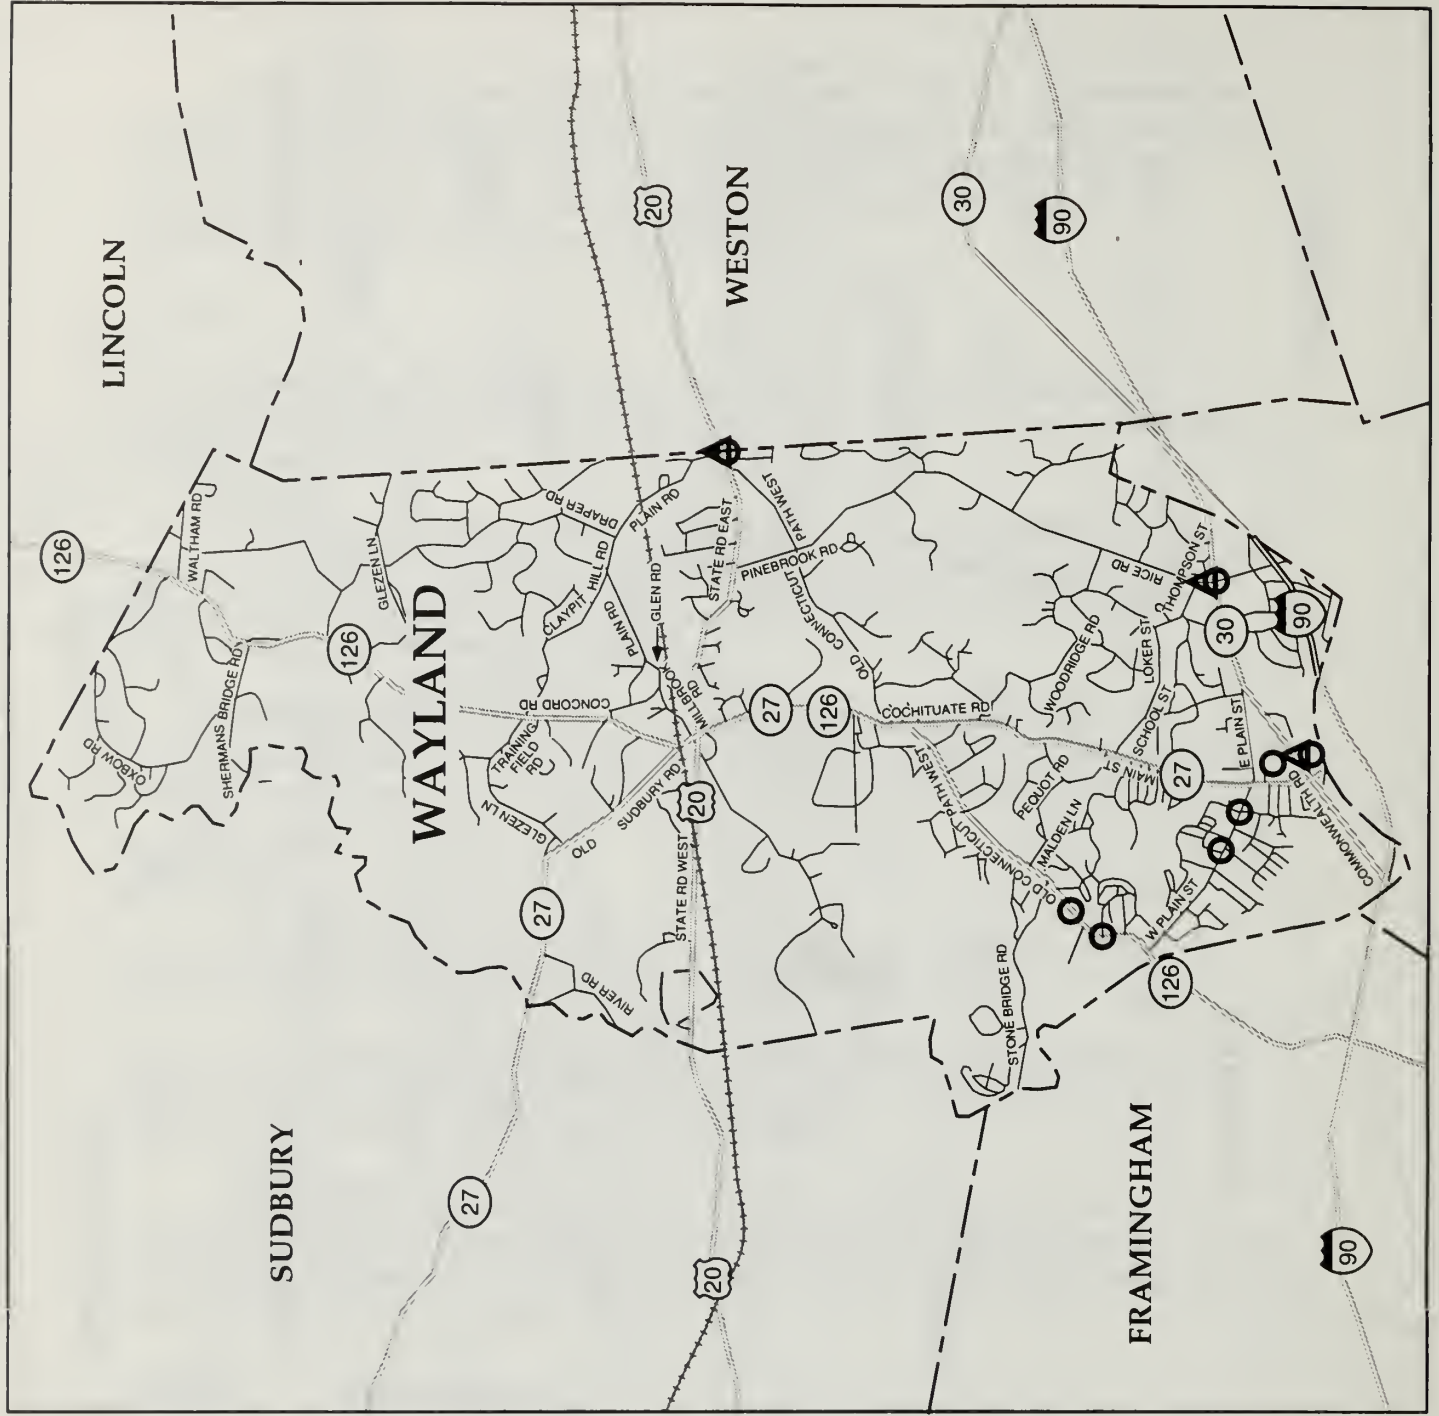 LINCOLN
WESTON
SUDBURY
FRAMINGHAM
WAYLAND
126
WALTHAM RD
OXBOW RD
SHERMANS BRIDGE RD
126
GLEZEN LN
DRAPER RD
CLAYPIT HILL RD
PLAIN RD
PLAIN RD
GLEN RD
CONCORD RD
TRAINING
FIELD
RD
GLEZEN LN
OLD SUDBURY RD
27
27
RIVER RD
MILLBROOK
RD
STATE RD EAST
STATE RD WEST
20
20
20
PINEBROOK RD
OLD CONNECTICUT PATH WEST
27
126
COCHITUATE RD
OLD CONNECTICUT PATH WEST
WOODRIDGE RD
RICE RD
THOMPSON ST
LOKER ST
SCHOOL ST
MAIN ST
PEQUOT RD
MALDEN LN
STONE BRIDGE RD
27
E PLAIN ST
W PLAIN ST
COMMONWEALTH RD
30
30
90
90
90
126